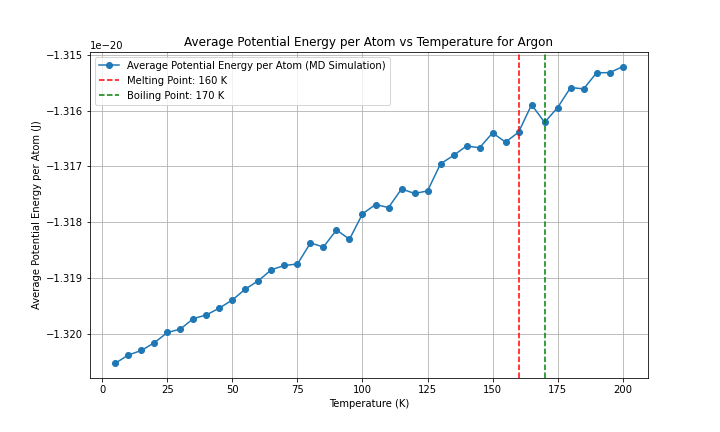 Average Potential Energy per Atom vs Temperature for Argon
1e−20
Average Potential Energy per Atom (MD Simulation)
Melting Point: 160 K
Boiling Point: 170 K
−1.315
−1.316
−1.317
−1.318
−1.319
−1.320
Average Potential Energy per Atom (J)
0 25 50 75 100 125 150 175 200
Temperature (K)